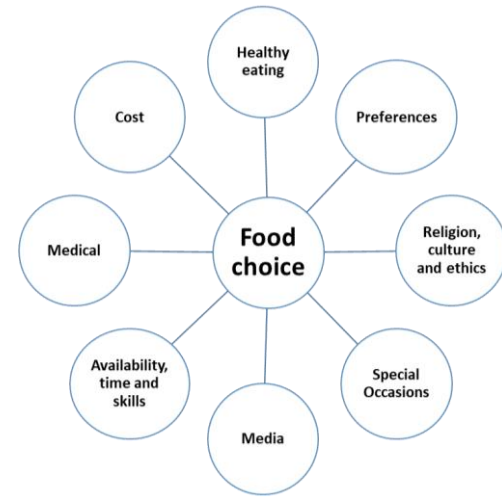 Healthy
eating
Cost
Preferences
Food
choice
Medical
Religion,
culture
and ethics
Availability,
time and
skills
Special
Occasions
Media